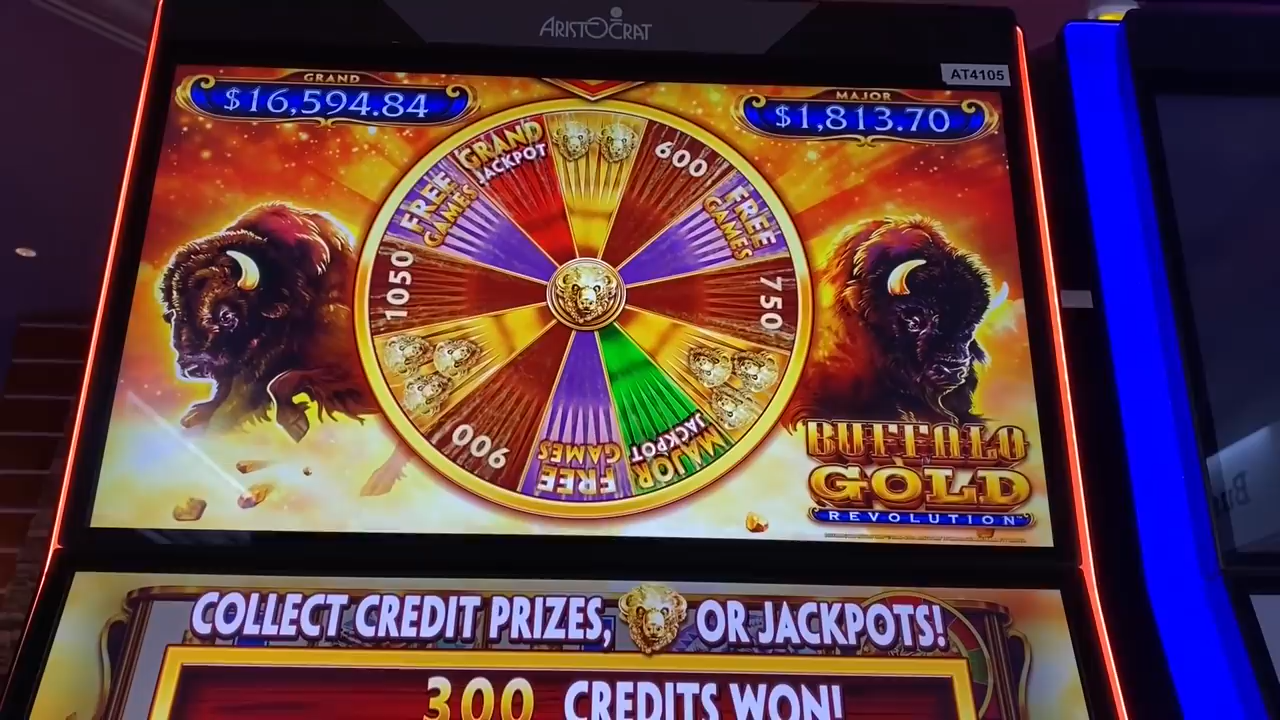 ARISTOCRAT
AT4105
GRAND
$16,594.84
MAJOR
$1,813.70
GRAND
JACKPOT
600
FREE
GAMES
750
MAJOR
JACKPOT
FREE
GAMES
900
1050
FREE
GAMES
BUFFALO
GOLD
REVOLUTION
COLLECT CREDIT PRIZES, OR JACKPOTS!
300 CREDITS WON!